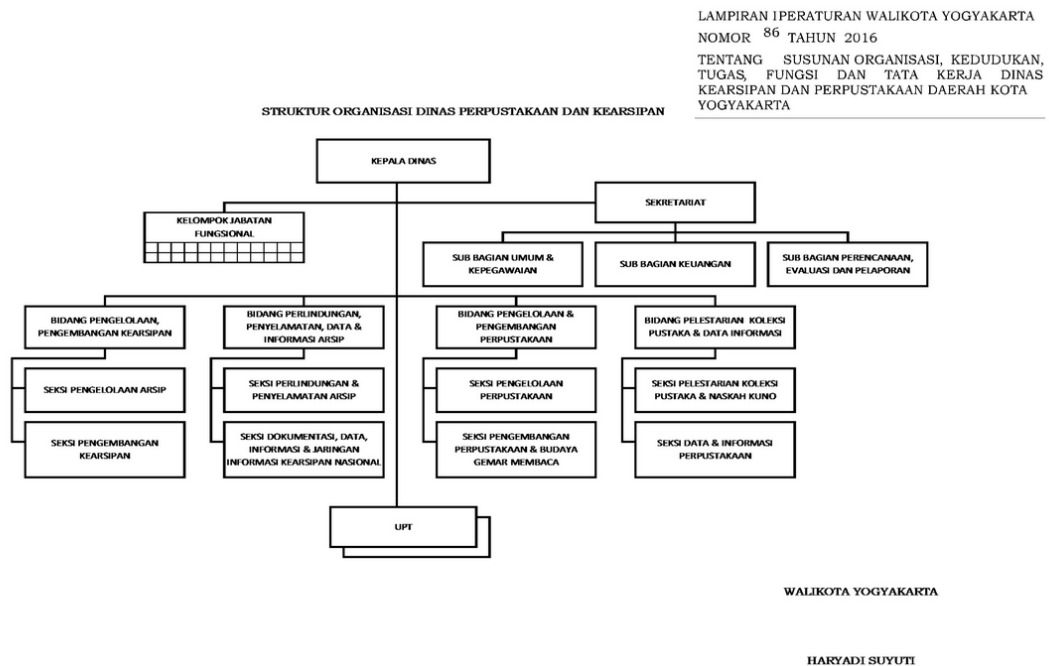 LAMPIRAN I PERATURAN WALIKOTA YOGYAKARTA
NOMOR 86 TAHUN 2016
TENTANG SUSUNAN ORGANISASI, KEDUDUKAN,
TUGAS, FUNGSI DAN TATA KERJA DINAS
KEARSIPAN DAN PERPUSTAKAAN DAERAH KOTA
YOGYAKARTA
STRUKTUR ORGANISASI DINAS PERPUSTAKAAN DAN KEARSIPAN
KEPALA DINAS
SEKRETARIAT
KELOMPOK JABATAN
FUNGSIONAL
SUB BAGIAN UMUM &
KEPEGAWAIAN
SUB BAGIAN KEUANGAN
SUB BAGIAN PERENCANAAN,
EVALUASI DAN PELAPORAN
BIDANG PENGELOLAAN,
PENGEMBANGAN KEARSIPAN
BIDANG PERLINDUNGAN,
PENYELAMATAN, DATA &
INFORMASI ARSIP
BIDANG PENGELOLAAN &
PENGEMBANGAN
PERPUSTAKAAN
BIDANG PELESTARIAN KOLEKSI
PUSTAKA & DATA INFORMASI
SEKSI PENGELOLAAN ARSIP
SEKSI PERLINDUNGAN &
PENYELAMATAN ARSIP
SEKSI PENGELOLAAN
PERPUSTAKAAN
SEKSI PELESTARIAN KOLEKSI
PUSTAKA & NASKAH KUNO
SEKSI PENGEMBANGAN
KEARSIPAN
SEKSI DOKUMENTASI, DATA,
INFORMASI & JARINGAN
INFORMASI KEARSIPAN NASIONAL
SEKSI PENGEMBANGAN
PERPUSTAKAAN & BUDAYA
GEMAR MEMBACA
SEKSI DATA & INFORMASI
PERPUSTAKAAN
UPT
WALIKOTA YOGYAKARTA
HARYADI SUYUTI